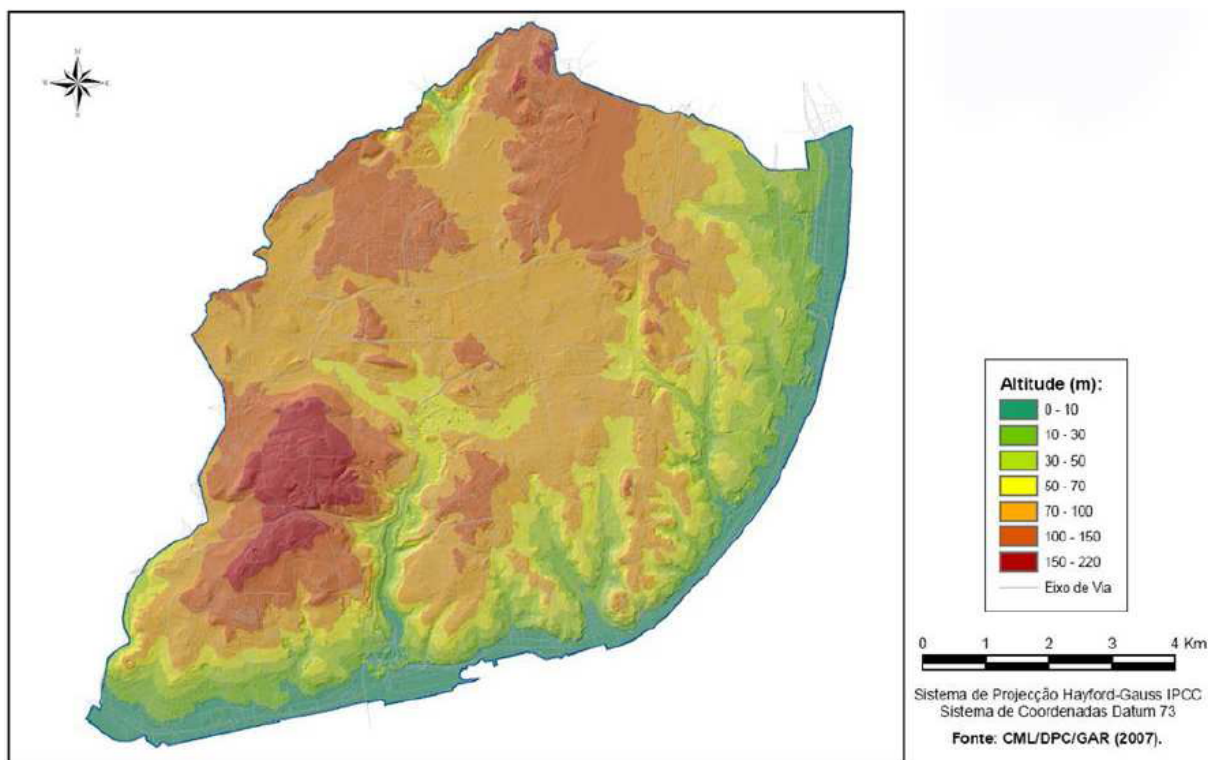 N
Altitude (m):
0 - 10
10 - 30
30 - 50
50 - 70
70 - 100
100 - 150
150 - 220
Eixo de Via
0 1 2 3 4 Km
Sistema de Projecção Hayford-Gauss IPCC
Sistema de Coordenadas Datum 73
Fonte: CML/DPC/GAR (2007).